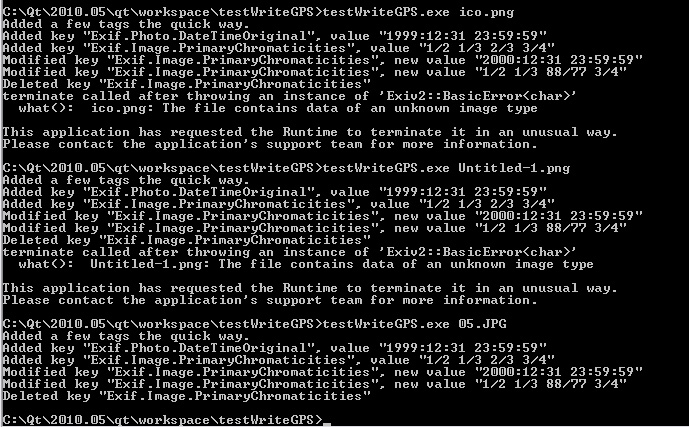 C:\Qt\2010.05\qt\workspace\testWriteGPS>testWriteGPS.exe ico.png
Added a few tags the quick way.
Added key "Exif.Photo.DateTimeOriginal", value "1999:12:31 23:59:59"
Added key "Exif.Image.PrimaryChromaticities", value "1/2 1/3 2/3 3/4"
Modified key "Exif.Image.PrimaryChromaticities", new value "2000:12:31 23:59:59"
Modified key "Exif.Image.PrimaryChromaticities", new value "1/2 1/3 88/77 3/4"
Deleted key "Exif.Image.PrimaryChromaticities"
terminate called after throwing an instance of 'Exiv2::BasicError<char>'
what(): ico.png: The file contains data of an unknown image type
This application has requested the Runtime to terminate it in an unusual way.
Please contact the application's support team for more information.
C:\Qt\2010.05\qt\workspace\testWriteGPS>testWriteGPS.exe Untitled-1.png
Added a few tags the quick way.
Added key "Exif.Photo.DateTimeOriginal", value "1999:12:31 23:59:59"
Added key "Exif.Image.PrimaryChromaticities", value "1/2 1/3 2/3 3/4"
Modified key "Exif.Image.PrimaryChromaticities", new value "2000:12:31 23:59:59"
Modified key "Exif.Image.PrimaryChromaticities", new value "1/2 1/3 88/77 3/4"
Deleted key "Exif.Image.PrimaryChromaticities"
terminate called after throwing an instance of 'Exiv2::BasicError<char>'
what(): Untitled-1.png: The file contains data of an unknown image type
This application has requested the Runtime to terminate it in an unusual way.
Please contact the application's support team for more information.
C:\Qt\2010.05\qt\workspace\testWriteGPS>testWriteGPS.exe 05.JPG
Added a few tags the quick way.
Added key "Exif.Photo.DateTimeOriginal", value "1999:12:31 23:59:59"
Added key "Exif.Image.PrimaryChromaticities", value "1/2 1/3 2/3 3/4"
Modified key "Exif.Image.PrimaryChromaticities", new value "2000:12:31 23:59:59"
Modified key "Exif.Image.PrimaryChromaticities", new value "1/2 1/3 88/77 3/4"
Deleted key "Exif.Image.PrimaryChromaticities"
C:\Qt\2010.05\qt\workspace\testWriteGPS>_